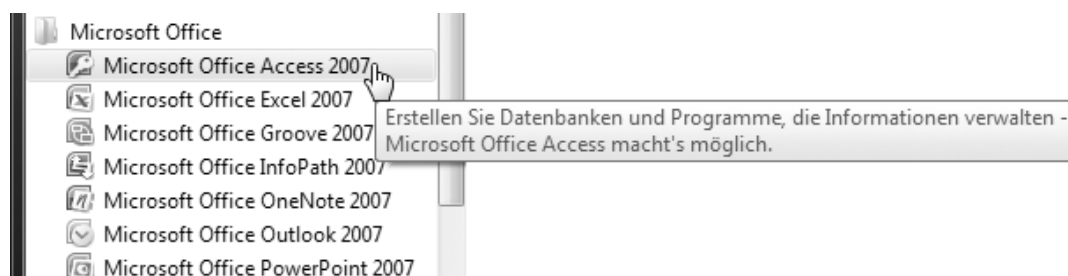 Microsoft Office
Microsoft Office Access 2007
Microsoft Office Excel 2007
Erstellen Sie Datenbanken und Programme, die Informationen verwalten -
Microsoft Office Access macht's möglich.
Microsoft Office Groove 2007
Microsoft Office InfoPath 2007
Microsoft Office OneNote 2007
Microsoft Office Outlook 2007
Microsoft Office PowerPoint 2007